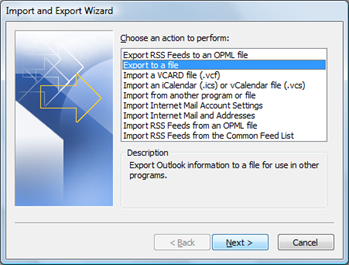 Import and Export Wizard
Choose an action to perform:
Export RSS Feeds to an OPML file
Export to a file
Import a VCARD file (.vcf)
Import an iCalendar (.ics) or vCalendar file (.vcs)
Import from another program or file
Import Internet Mail Account Settings
Import Internet Mail and Addresses
Import RSS Feeds from an OPML file
Import RSS Feeds from the Common Feed List
Description
Export Outlook information to a file for use in other
programs.
< Back Next > Cancel